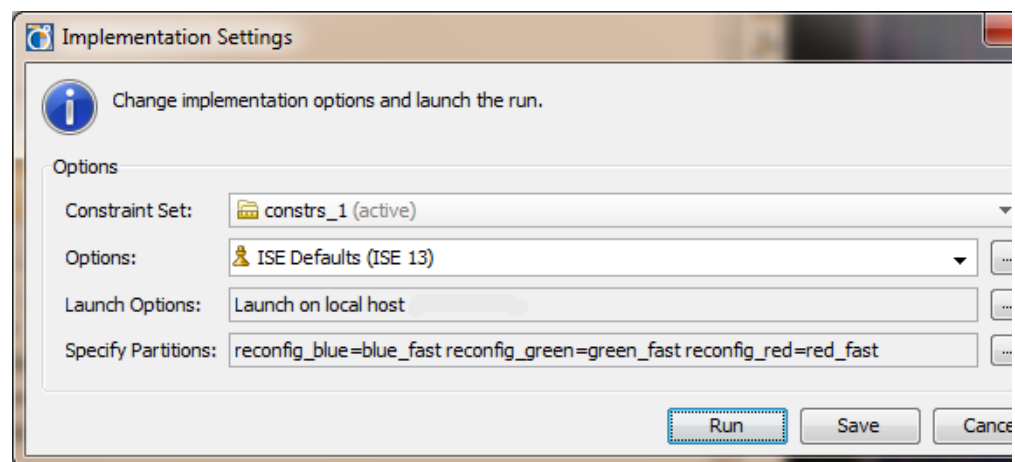 Implementation Settings
Change implementation options and launch the run.
Options
Constraint Set: constrs_1 (active)
Options: ISE Defaults (ISE 13)
Launch Options: Launch on local host
Specify Partitions: reconfig_blue=blue_fast reconfig_green=green_fast reconfig_red=red_fast
Run Save Cance